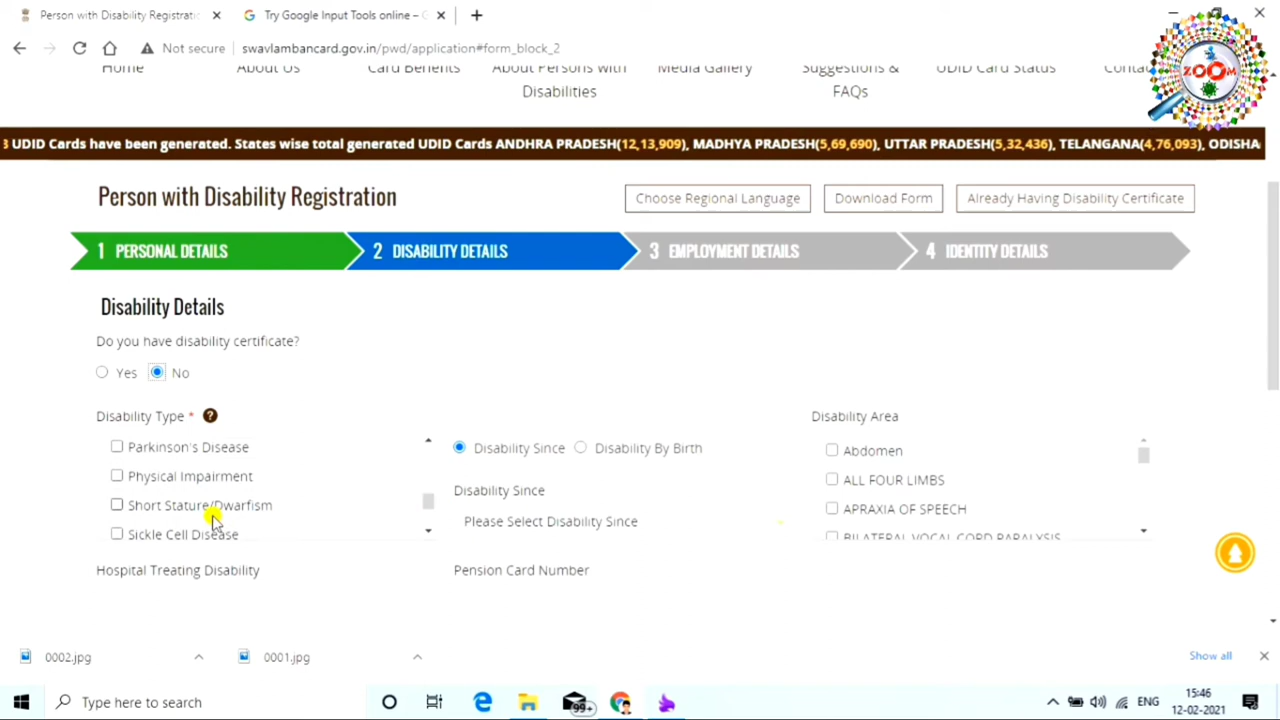 Person with Disability Registratio
Try Google Input Tools online – G
Not secure
swavlambancard.gov.in/pwd/application#form_block_2
Home
About Us
Card Benefits
About Persons with
Disabilities
Media Gallery
Suggestions &
FAQs
UDID Card Status
Conta
ZOOM
3 UDID Cards have been generated. States wise total generated UDID Cards ANDHRA PRADESH(12,13,909), MADHYA PRADESH(5,69,690), UTTAR PRADESH(5,32,436), TELANGANA(4,76,093), ODISHA
Person with Disability Registration
Choose Regional Language
Download Form
Already Having Disability Certificate
1 PERSONAL DETAILS
2 DISABILITY DETAILS
3 EMPLOYMENT DETAILS
4 IDENTITY DETAILS
Disability Details
Do you have disability certificate?
Yes
No
Disability Type * ?
Parkinson's Disease
Physical Impairment
Short Stature/Dwarfism
Sickle Cell Disease
Disability Since
Disability By Birth
Disability Since
Please Select Disability Since
Disability Area
Abdomen
ALL FOUR LIMBS
APRAXIA OF SPEECH
BILATERAL VOCAL CORD PARALYSIS
Hospital Treating Disability
Pension Card Number
0002.jpg
0001.jpg
Show all
Type here to search
99+
ENG
15:46
12-02-2021